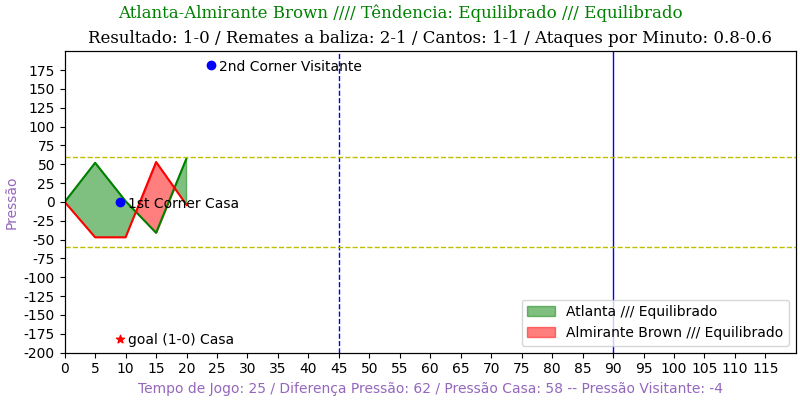 Atlanta-Almirante Brown //// Têndencia: Equilibrado /// Equilibrado
Resultado: 1-0 / Remates a baliza: 2-1 / Cantos: 1-1 / Ataques por Minuto: 0.8-0.6
175
150
125
100
75
50
25
0
-25
-50
-75
-100
-125
-150
-175
-200
Pressão
2nd Corner Visitante
1st Corner Casa
goal (1-0) Casa
Atlanta /// Equilibrado
Almirante Brown /// Equilibrado
0 5 10 15 20 25 30 35 40 45 50 55 60 65 70 75 80 85 90 95 100 105 110 115
Tempo de Jogo: 25 / Diferença Pressão: 62 / Pressão Casa: 58 -- Pressão Visitante: -4